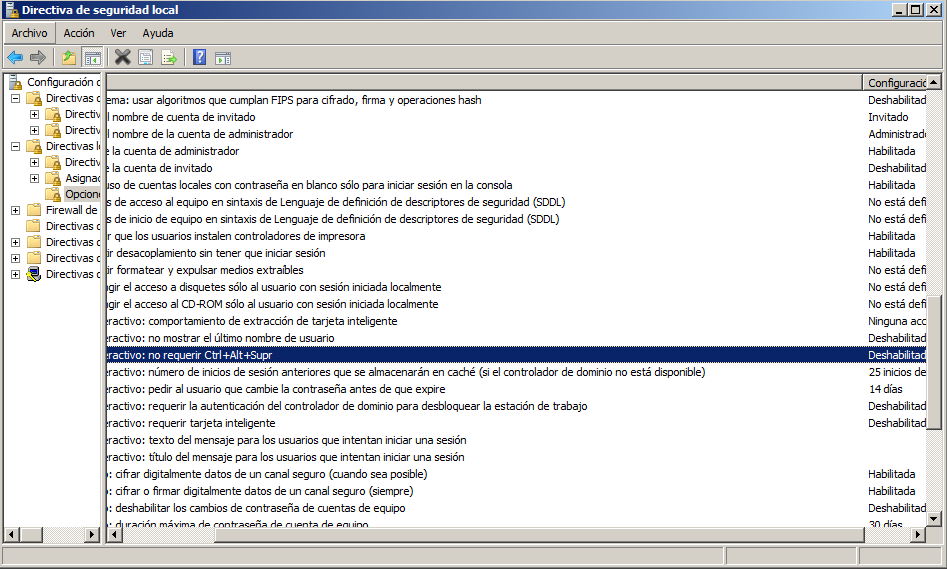 Directiva de seguridad local
Archivo Acción Ver Ayuda
Configuración d
Directivas d
Directiv
Directiv
Directivas lo
Directiv
Asignac
Opcione
Firewall de
Directivas d
Directivas d
Directivas d
Directivas d
Configuració
ema: usar algoritmos que cumplan FIPS para cifrado, firma y operaciones hash Deshabilitad
l nombre de cuenta de invitado Invitado
l nombre de la cuenta de administrador Administrado
e la cuenta de administrador Habilitada
e la cuenta de invitado Deshabilitad
uso de cuentas locales con contraseña en blanco sólo para iniciar sesión en la consola Habilitada
s de acceso al equipo en sintaxis de Lenguaje de definición de descriptores de seguridad (SDDL) No está defi
s de inicio de equipo en sintaxis de Lenguaje de definición de descriptores de seguridad (SDDL) No está defi
r que los usuarios instalen controladores de impresora Habilitada
ir desacoplamiento sin tener que iniciar sesión Habilitada
ir formatear y expulsar medios extraíbles No está defi
ngir el acceso a disquetes sólo al usuario con sesión iniciada localmente No está defi
ngir el acceso al CD-ROM sólo al usuario con sesión iniciada localmente No está defi
eractivo: comportamiento de extracción de tarjeta inteligente Ninguna acc
eractivo: no mostrar el último nombre de usuario Deshabilitad
eractivo: no requerir Ctrl+Alt+Supr Deshabilitad
eractivo: número de inicios de sesión anteriores que se almacenarán en caché (si el controlador de dominio no está disponible) 25 inicios de
eractivo: pedir al usuario que cambie la contraseña antes de que expire 14 días
eractivo: requerir la autenticación del controlador de dominio para desbloquear la estación de trabajo Deshabilitad
eractivo: requerir tarjeta inteligente Deshabilitad
eractivo: texto del mensaje para los usuarios que intentan iniciar una sesión
eractivo: título del mensaje para los usuarios que intentan iniciar una sesión
o: cifrar digitalmente datos de un canal seguro (cuando sea posible) Habilitada
o: cifrar o firmar digitalmente datos de un canal seguro (siempre) Habilitada
o: deshabilitar los cambios de contraseña de cuentas de equipo Deshabilitad
o: duración máxima de contraseña de cuenta de equipo 30 días